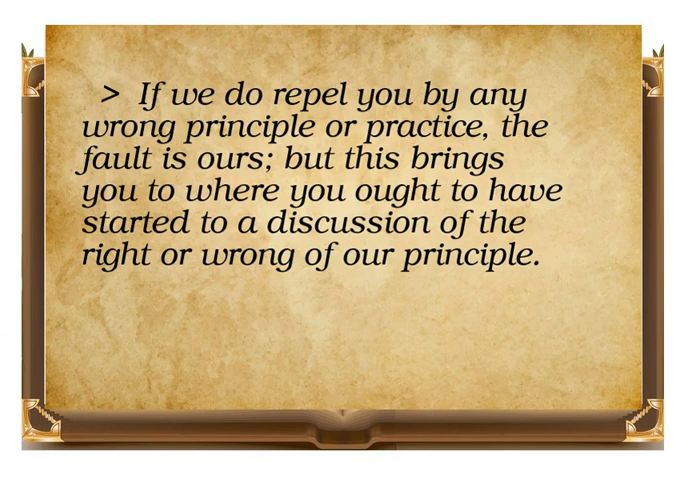 > If we do repel you by any
wrong principle or practice, the
fault is ours; but this brings
you to where you ought to have
started to a discussion of the
right or wrong of our principle.